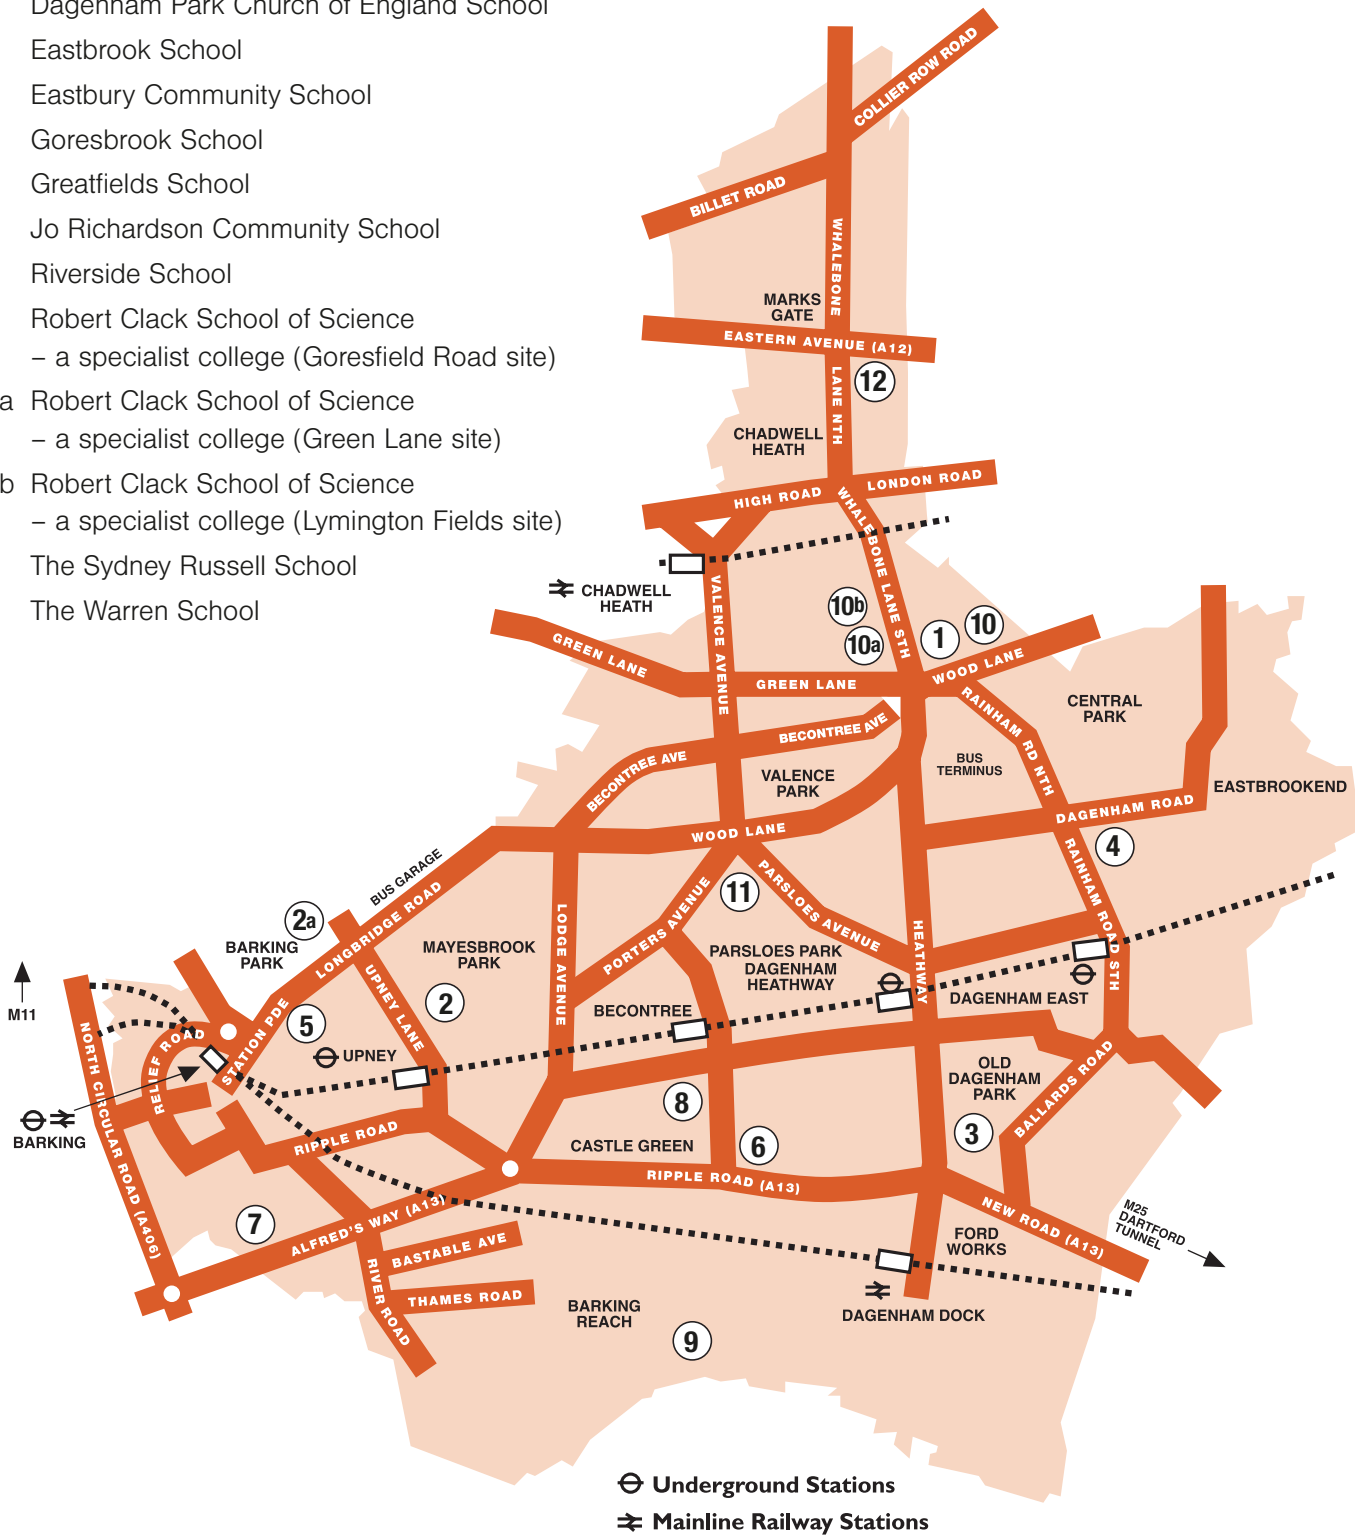 Dagenham Park Church of England School
Eastbrook School
Eastbury Community School
Goresbrook School
Greatfields School
Jo Richardson Community School
Riverside School
Robert Clack School of Science
– a specialist college (Goresfield Road site)
a Robert Clack School of Science
– a specialist college (Green Lane site)
b Robert Clack School of Science
– a specialist college (Lymington Fields site)
The Sydney Russell School
The Warren School
COLLIER ROW ROAD
BILLET ROAD
WHALEBONE
LANE NTH
MARKS
GATE
EASTERN AVENUE (A12)
12
CHADWELL
HEATH
HIGH ROAD
LONDON ROAD
WHALEBONE LANE STH
CHADWELL
HEATH
VALENCE AVENUE
10b
10a
1
10
GREEN LANE
GREEN LANE
WOOD LANE
RAINHAM RD NTH
CENTRAL
PARK
BECONTREE AVE
BECONTREE AVE
BUS
TERMINUS
VALENCE
PARK
EASTBROOKEND
DAGENHAM ROAD
WOOD LANE
4
RAINHAM ROAD STH
BUS GARAGE
LONGBRIDGE ROAD
2a
BARKING
PARK
MAYESBROOK
PARK
LODGE AVENUE
PORTERS AVENUE
11
PARSLOES AVENUE
PARSLOES PARK
DAGENHAM
HEATHWAY
HEATHWAY
DAGENHAM EAST
UPNEY LANE
2
BECONTREE
M11
NORTH CIRCULAR ROAD (A406)
RELIEF ROAD
STATION PDE
5
UPNEY
OLD
DAGENHAM
PARK
BALLARDS ROAD
BARKING
8
3
RIPPLE ROAD
CASTLE GREEN
6
RIPPLE ROAD (A13)
7
ALFRED'S WAY (A13)
NEW ROAD (A13)
M25
DARTFORD
TUNNEL
BASTABLE AVE
RIVER ROAD
THAMES ROAD
FORD
WORKS
BARKING
REACH
DAGENHAM DOCK
9
Underground Stations
Mainline Railway Stations